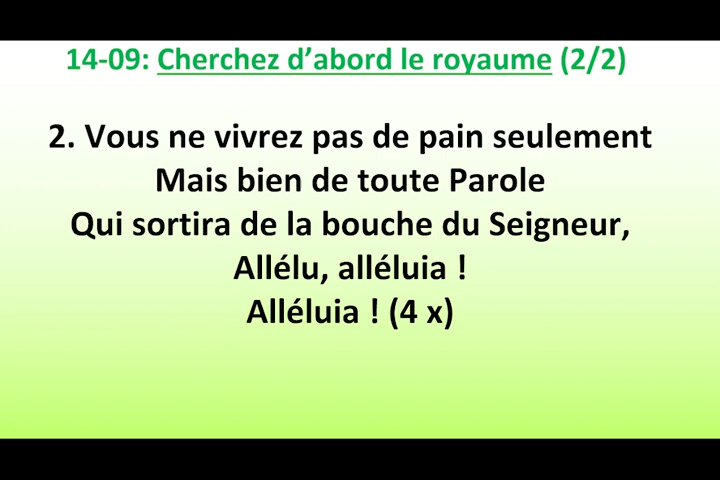 14-09: Cherchez d’abord le royaume (2/2)
2. Vous ne vivrez pas de pain seulement
Mais bien de toute Parole
Qui sortira de la bouche du Seigneur,
Allélu, alléluia !
Alléluia ! (4 x)